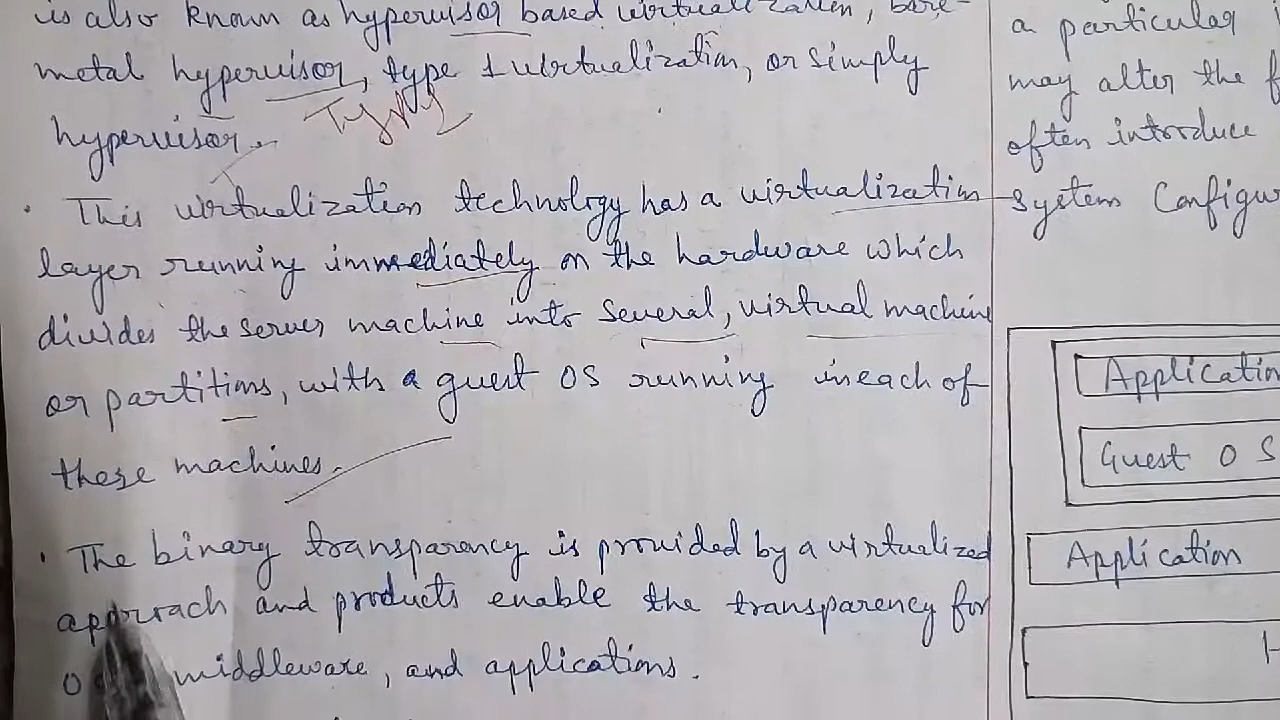 is also known as hypervisor based virtualization, bare-
metal hypervisor, type 1 virtualization, or simply
hypervisor.
This virtualization technology has a virtualization
layer running immediately on the hardware which
divides the server machine into several, virtual machine
or partitions, with a guest OS running in each of
these machines.
The binary transparency is provided by a virtualized
approach and products enable the transparency for
middleware, and applications.
a particular
may alter the f
often introduce
System Configu
Application
Guest OS
Application
H